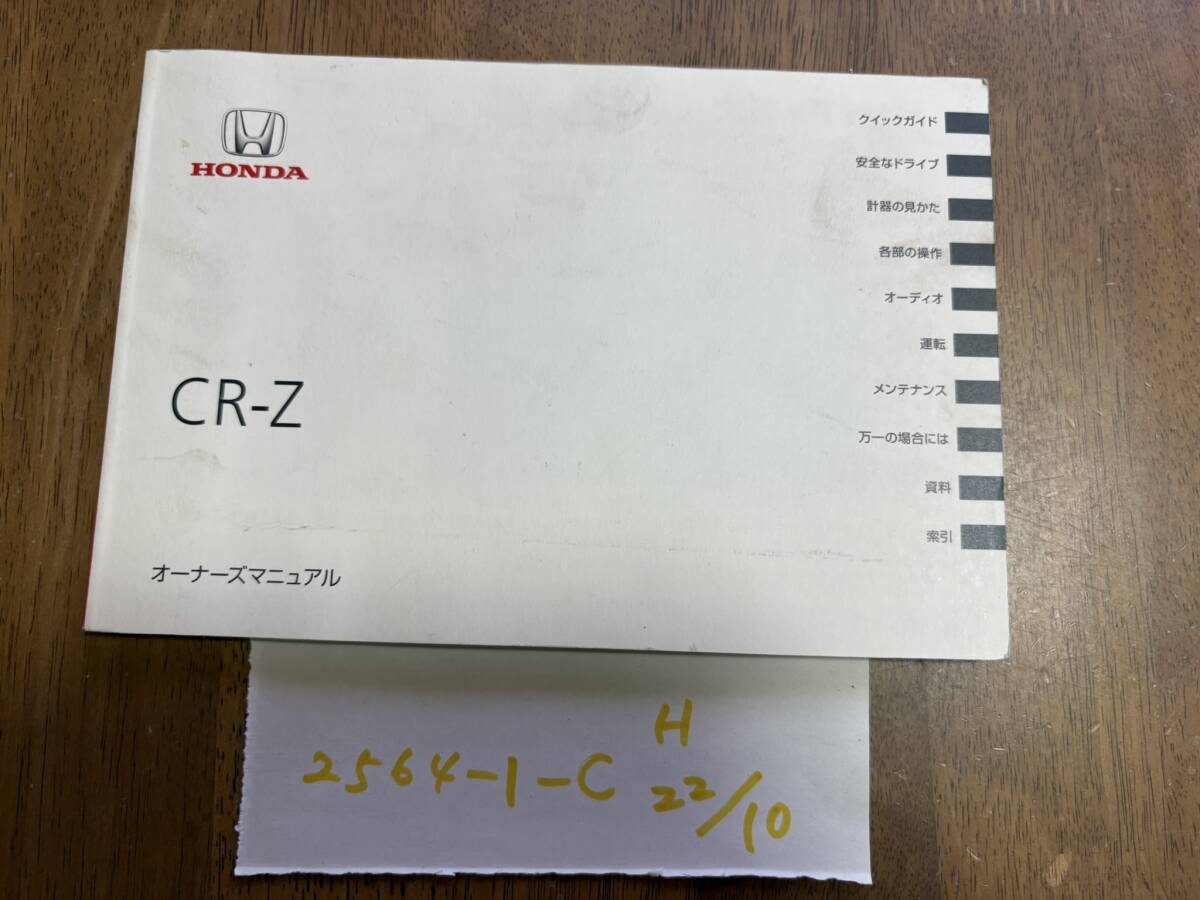 HONDA
CR-Z
オーナーズマニュアル
クイックガイド
安全なドライブ
計器の見かた
各部の操作
オーディオ
運転
メンテナンス
万一の場合には
資料
索引
2564-1-C
H
22/10